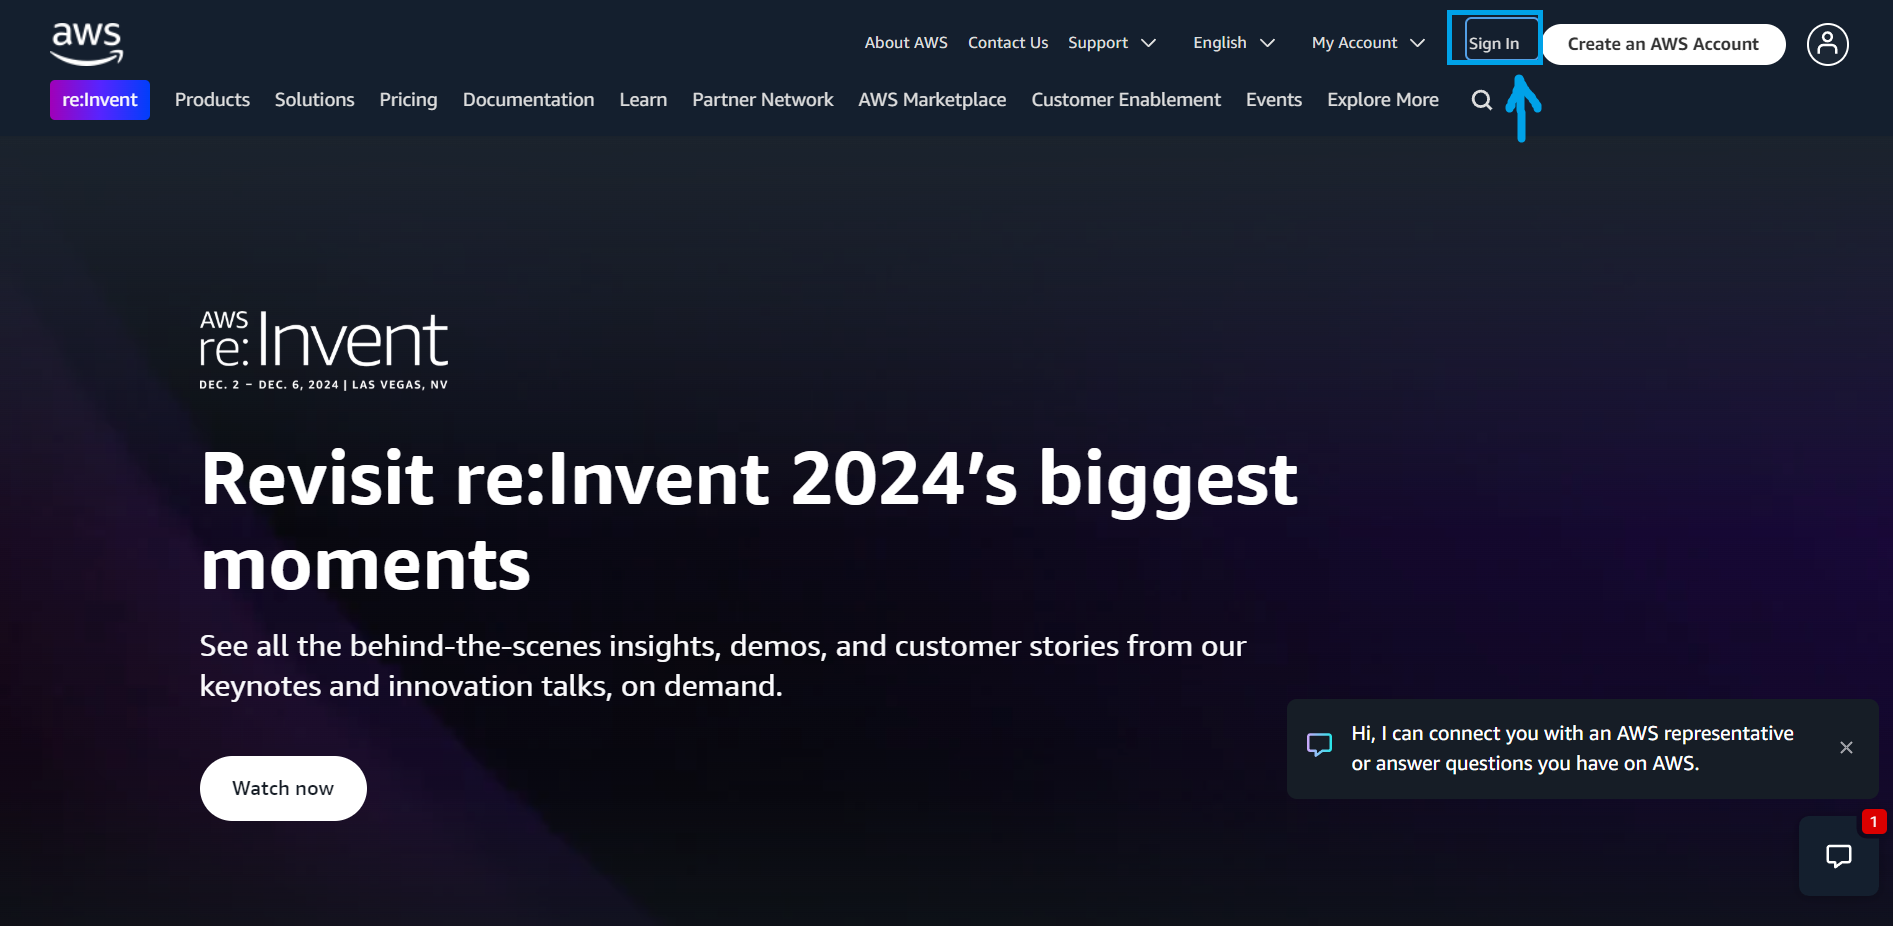 aws
About AWS Contact Us Support English My Account Sign In Create an AWS Account
re:Invent Products Solutions Pricing Documentation Learn Partner Network AWS Marketplace Customer Enablement Events Explore More
AWS
re:Invent
DEC. 2 – DEC. 6, 2024 | LAS VEGAS, NV
Revisit re:Invent 2024’s biggest
moments
See all the behind-the-scenes insights, demos, and customer stories from our
keynotes and innovation talks, on demand.
Watch now
Hi, I can connect you with an AWS representative
or answer questions you have on AWS.
1